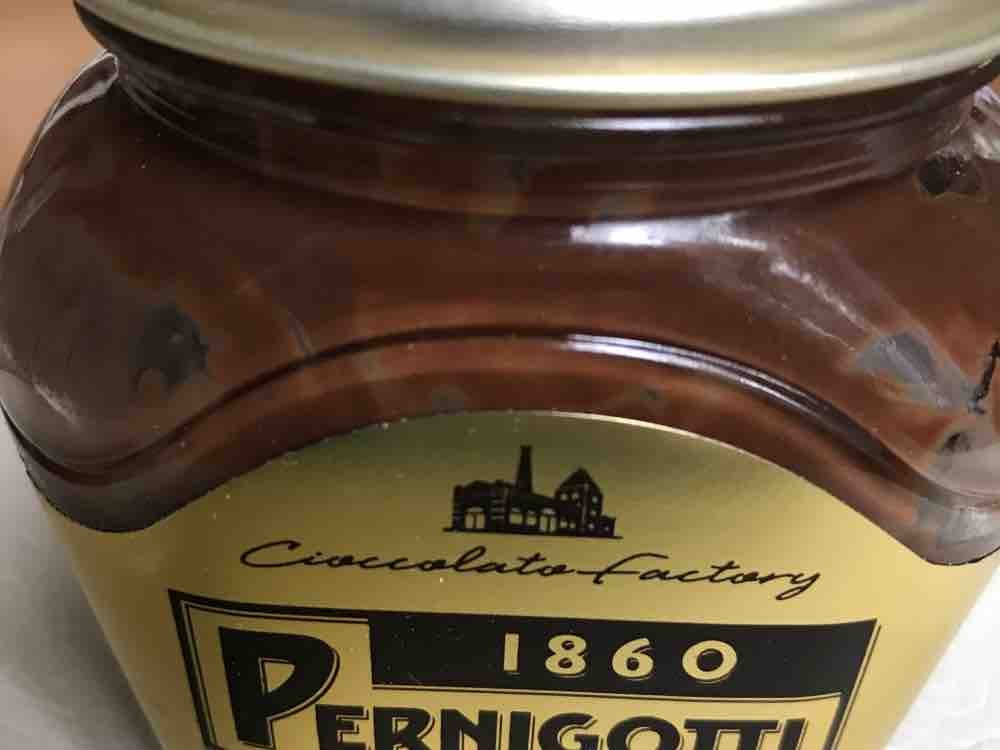 Cioccolato Factory
1860
PERNIGOTTI